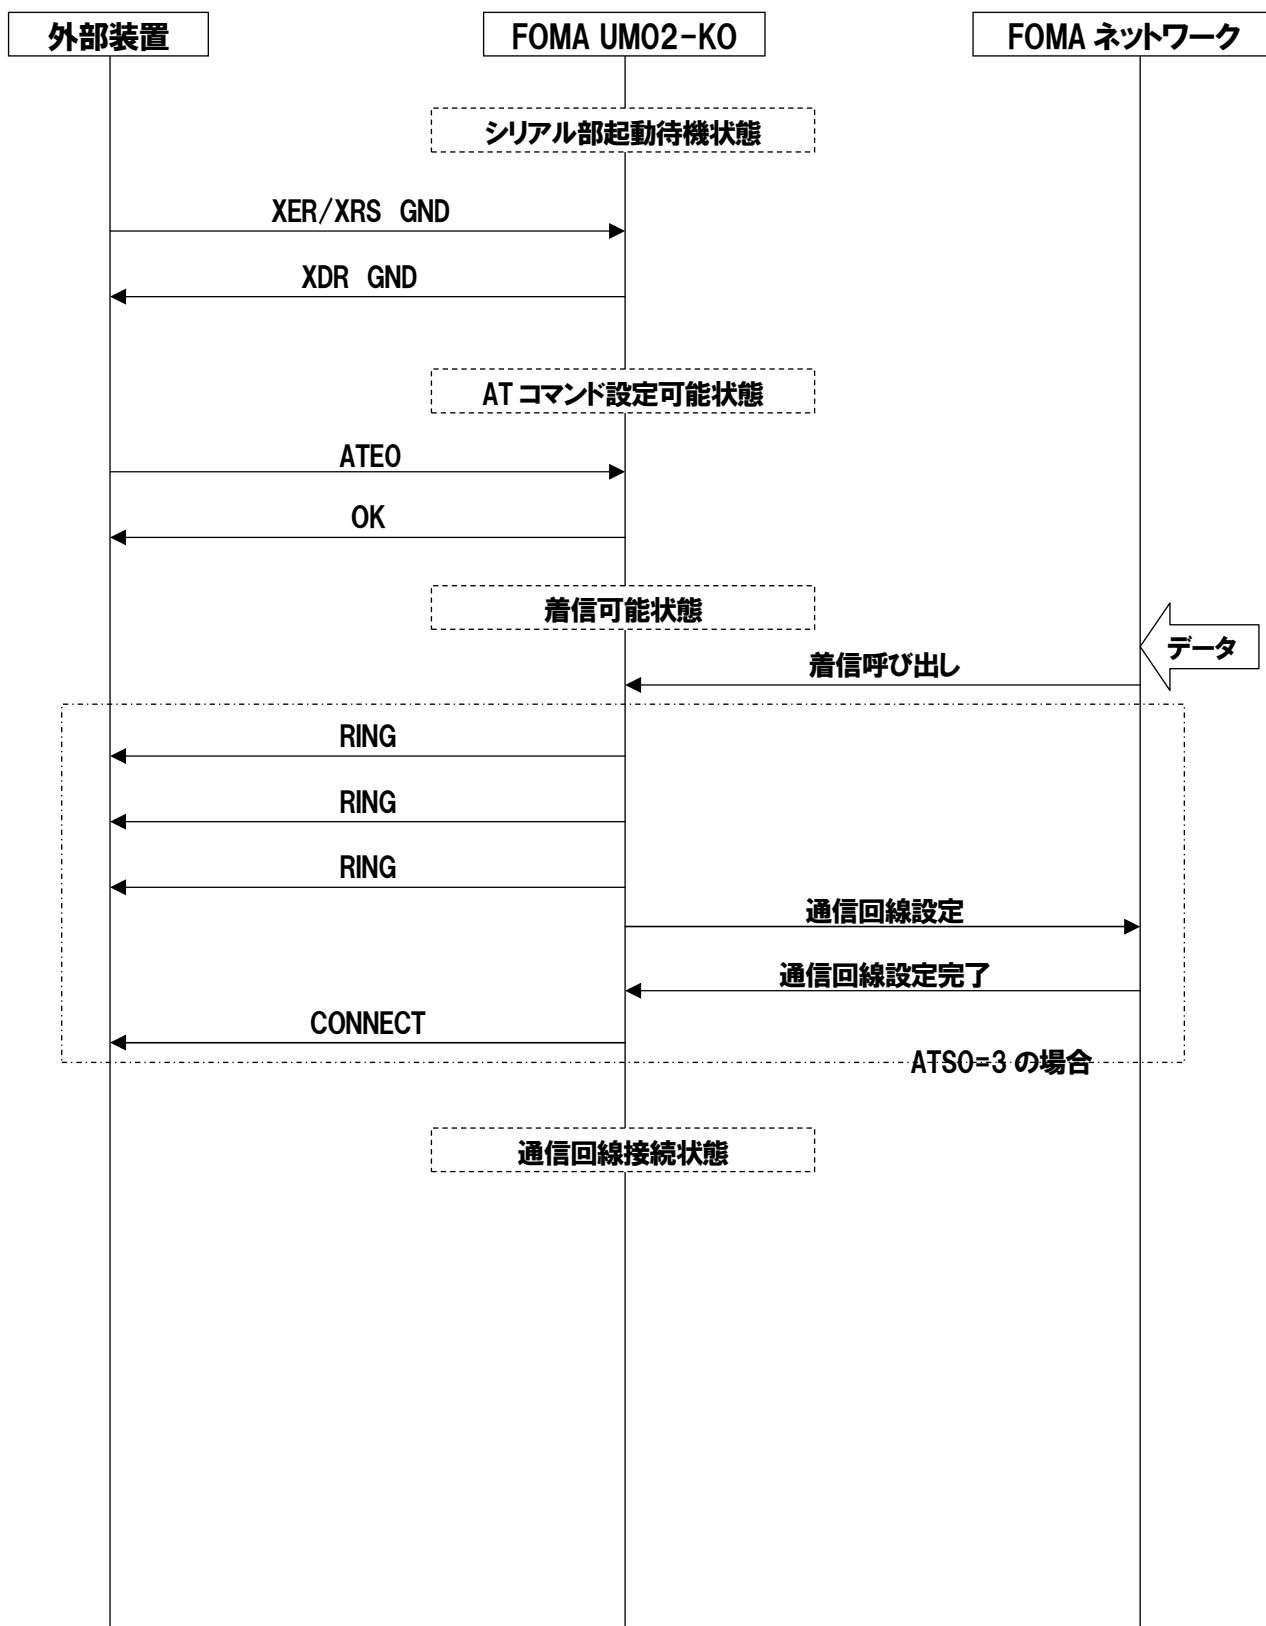 外部装置
FOMA UM02-KO
FOMA ネットワーク
シリアル部起動待機状態
XER/XRS GND
XDR GND
AT コマンド設定可能状態
ATE0
OK
着信可能状態
データ
着信呼び出し
RING
RING
RING
通信回線設定
通信回線設定完了
CONNECT
ATS0=3 の場合
通信回線接続状態